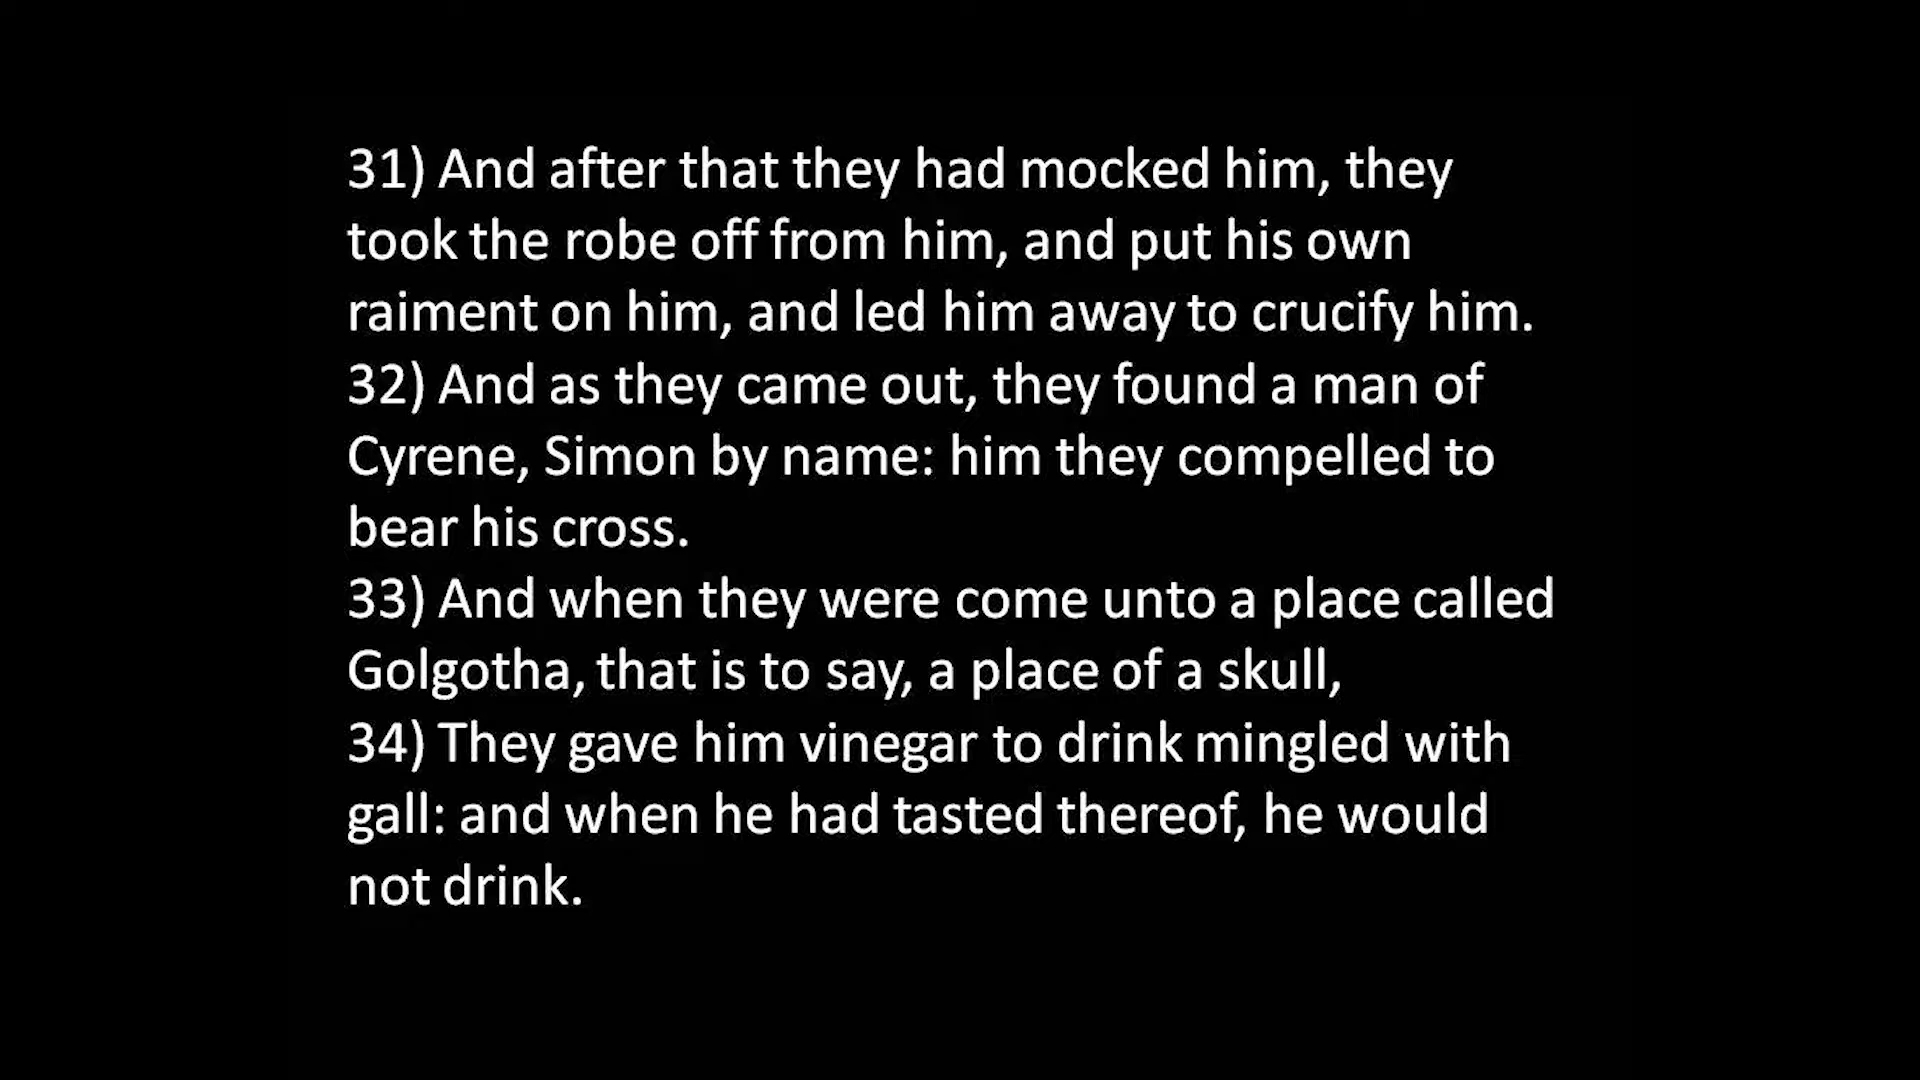 31) And after that they had mocked him, they
took the robe off from him, and put his own
raiment on him, and led him away to crucify him.
32) And as they came out, they found a man of
Cyrene, Simon by name: him they compelled to
bear his cross.
33) And when they were come unto a place called
Golgotha, that is to say, a place of a skull,
34) They gave him vinegar to drink mingled with
gall: and when he had tasted thereof, he would
not drink.